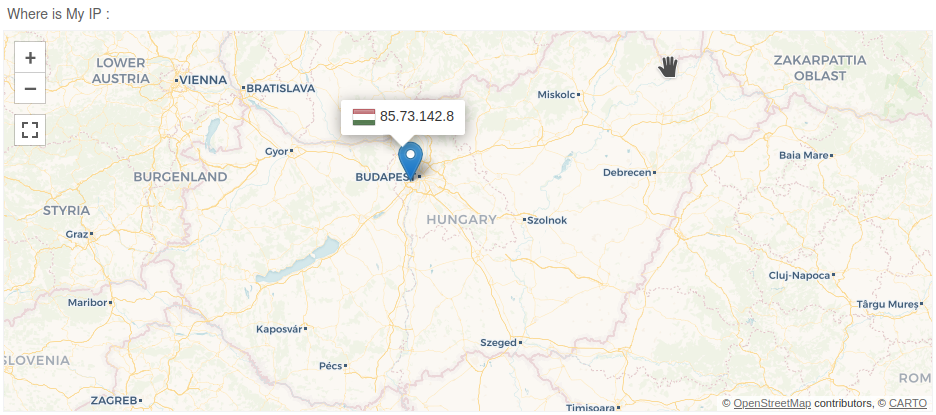 Where is My IP :
+
−
LOWER
AUSTRIA
VIENNA
BRATISLAVA
ZAKARPATTIA
OBLAST
Miskolc
85.73.142.8
Gyor
Baia Mare
BURGENLAND
BUDAPEST
Debrecen
STYRIA
HUNGARY
Szolnok
Graz
Cluj-Napoca
Maribor
Târgu Mureș
Kaposvár
Szeged
SLOVENIA
Pécs
ROM
ZAGREB
Timișoara
© OpenStreetMap contributors, © CARTO